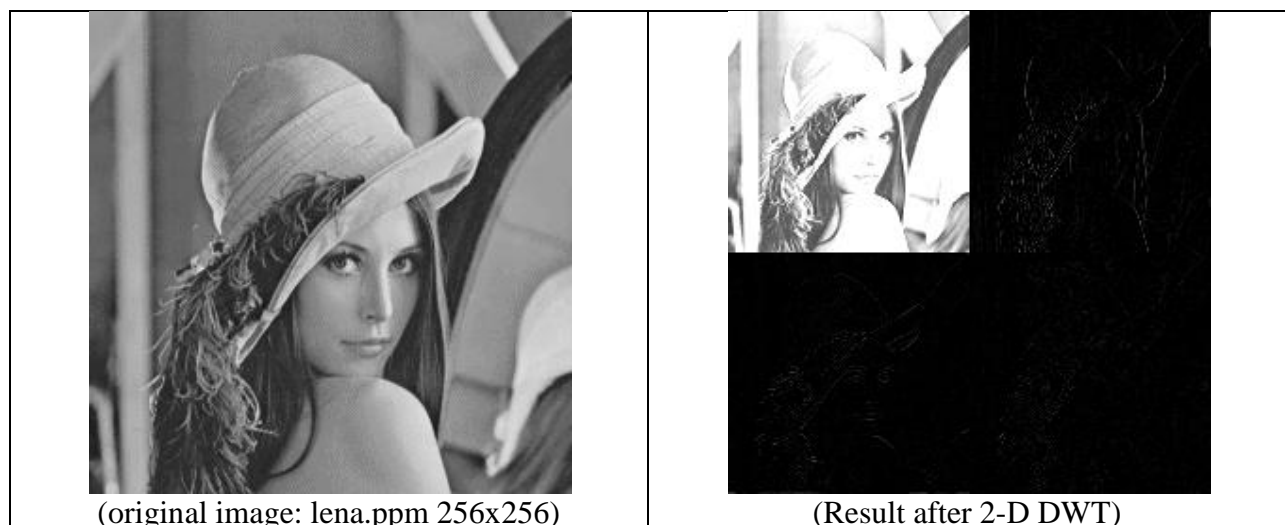 (original image: lena.ppm 256x256)
(Result after 2-D DWT)